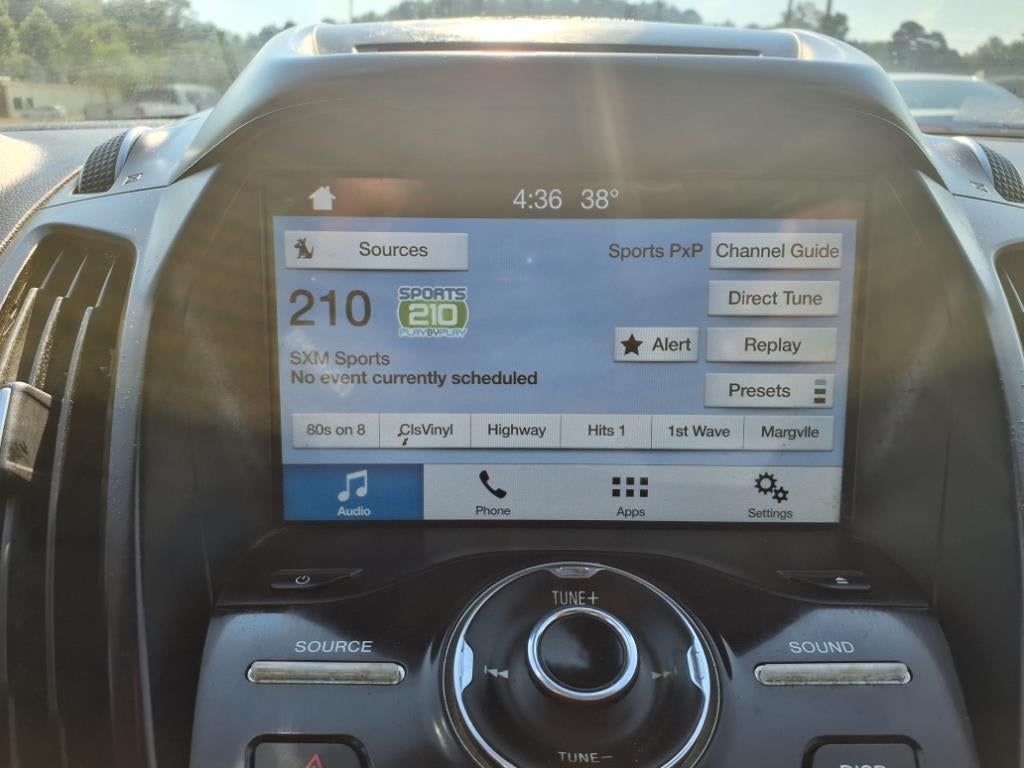 4:36 38°
Sources
Sports PxP
Channel Guide
210
SPORTS
210
PLAYBYPLAY
Direct Tune
Alert
Replay
SXM Sports
No event currently scheduled
Presets
80s on 8
ClsVinyl
Highway
Hits 1
1st Wave
Margvlle
Audio
Phone
Apps
Settings
TUNE+
SOURCE
SOUND
TUNE−
DISP